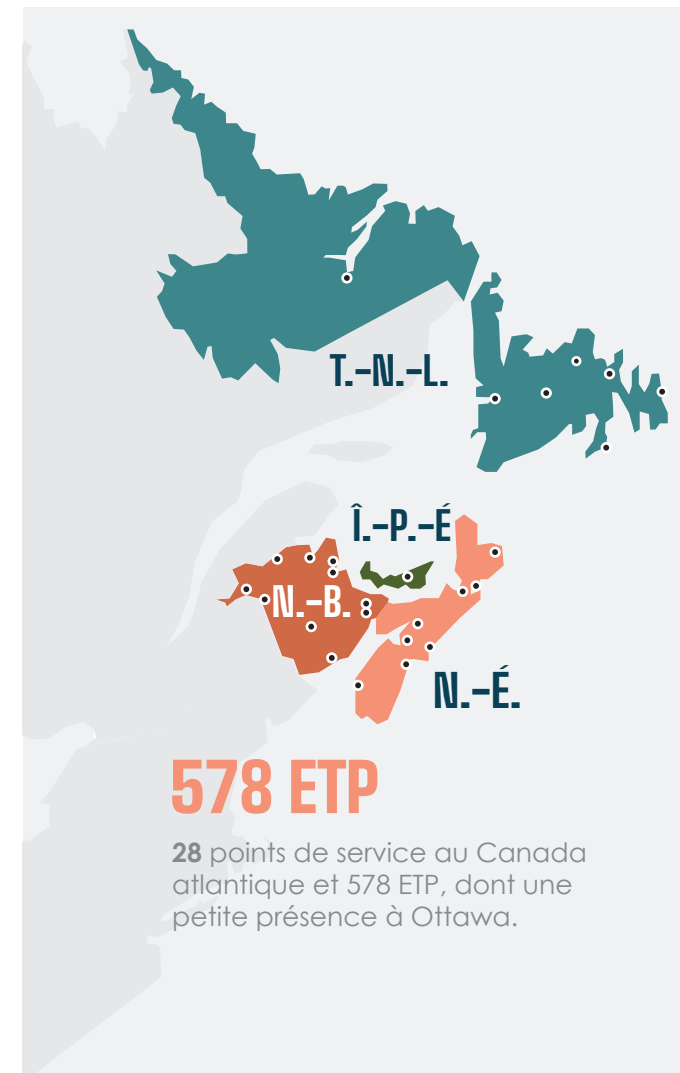 T.-N.-L.
Î.-P.-É
N.-B.
N.-É.
578 ETP
28 points de service au Canada
atlantique et 578 ETP, dont une
petite présence à Ottawa.